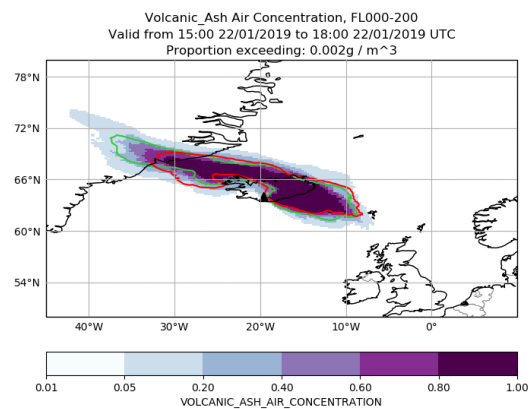 Volcanic_Ash Air Concentration, FL000-200
Valid from 15:00 22/01/2019 to 18:00 22/01/2019 UTC
Proportion exceeding: 0.002g / m^3
78°N
72°N
66°N
60°N
54°N
40°W 30°W 20°W 10°W 0°
0.01 0.05 0.20 0.40 0.60 0.80 1.00
VOLCANIC_ASH_AIR_CONCENTRATION